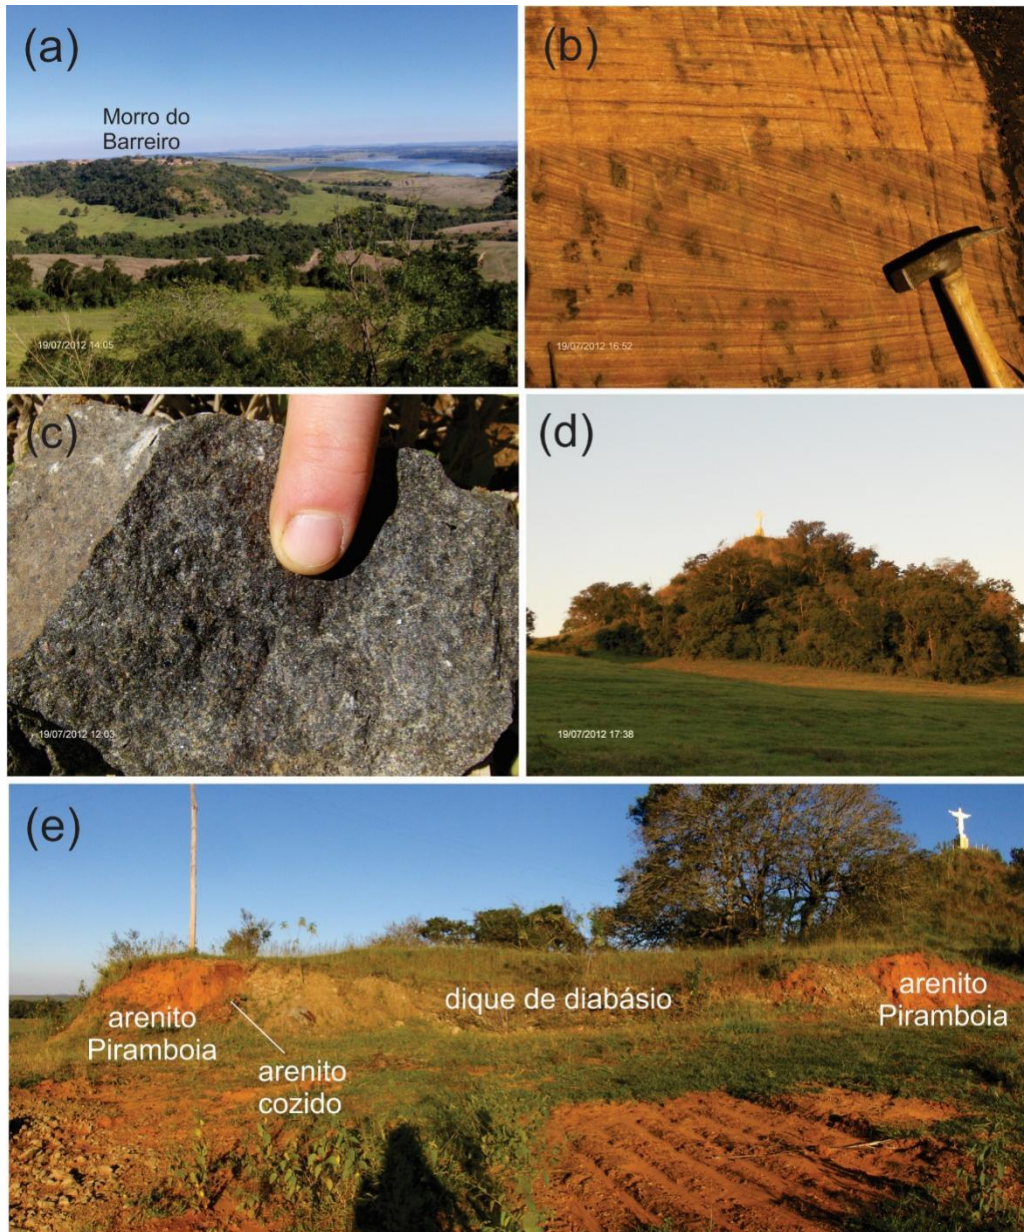 (a)
Morro do
Barreiro
19/07/2012 14:05
(b)
19/07/2012 16:52
(c)
19/07/2012 12:03
(d)
19/07/2012 17:38
(e)
arenito
Piramboia
arenito
cozido
dique de diabásio
arenito
Piramboia